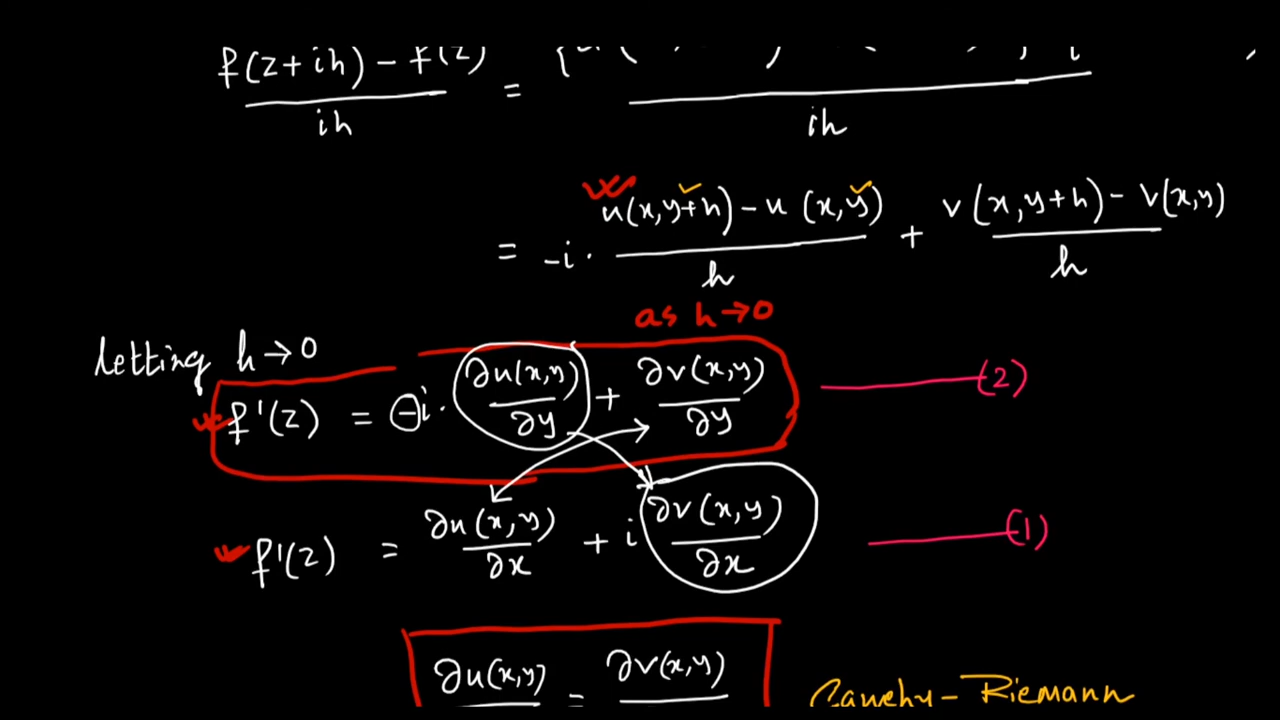 f(z+ih) - f(z)
ih
=
ih
= -i · u(x,y+h) - u(x,y) / h + v(x,y+h) - v(x,y) / h
as h→0
letting h→0
f'(z) = -i · ∂u(x,y)/∂y + ∂v(x,y)/∂y (2)
f'(z) = ∂u(x,y)/∂x + i ∂v(x,y)/∂x (1)
∂u(x,y) = ∂v(x,y)
Cauchy - Riemann